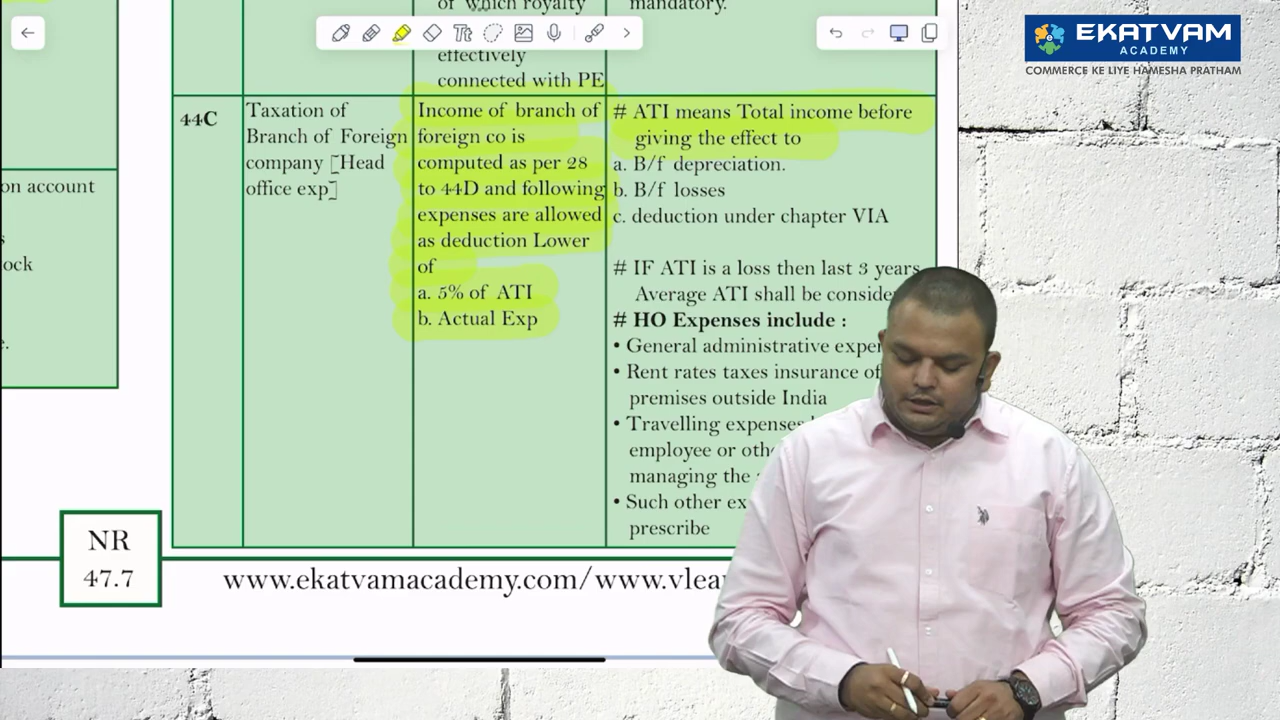 of which royalty
mandatory.
Tt
EKATVAM
ACADEMY
COMMERCE KE LIYE HAMESHA PRATHAM
effectively
connected with PE
44C
Taxation of
Branch of Foreign
company [Head
office exp]
Income of branch of
foreign co is
computed as per 28
to 44D and following
expenses are allowed
as deduction Lower
of
a. 5% of ATI
b. Actual Exp
# ATI means Total income before
giving the effect to
a. B/f depreciation.
b. B/f losses
c. deduction under chapter VIA
# IF ATI is a loss then last 3 years
Average ATI shall be conside
# HO Expenses include :
• General administrative expen
• Rent rates taxes insurance of
premises outside India
• Travelling expenses
employee or othe
managing the
• Such other ex
prescribe
on account
s
ock
e.
NR
47.7
www.ekatvamacademy.com/www.vlea